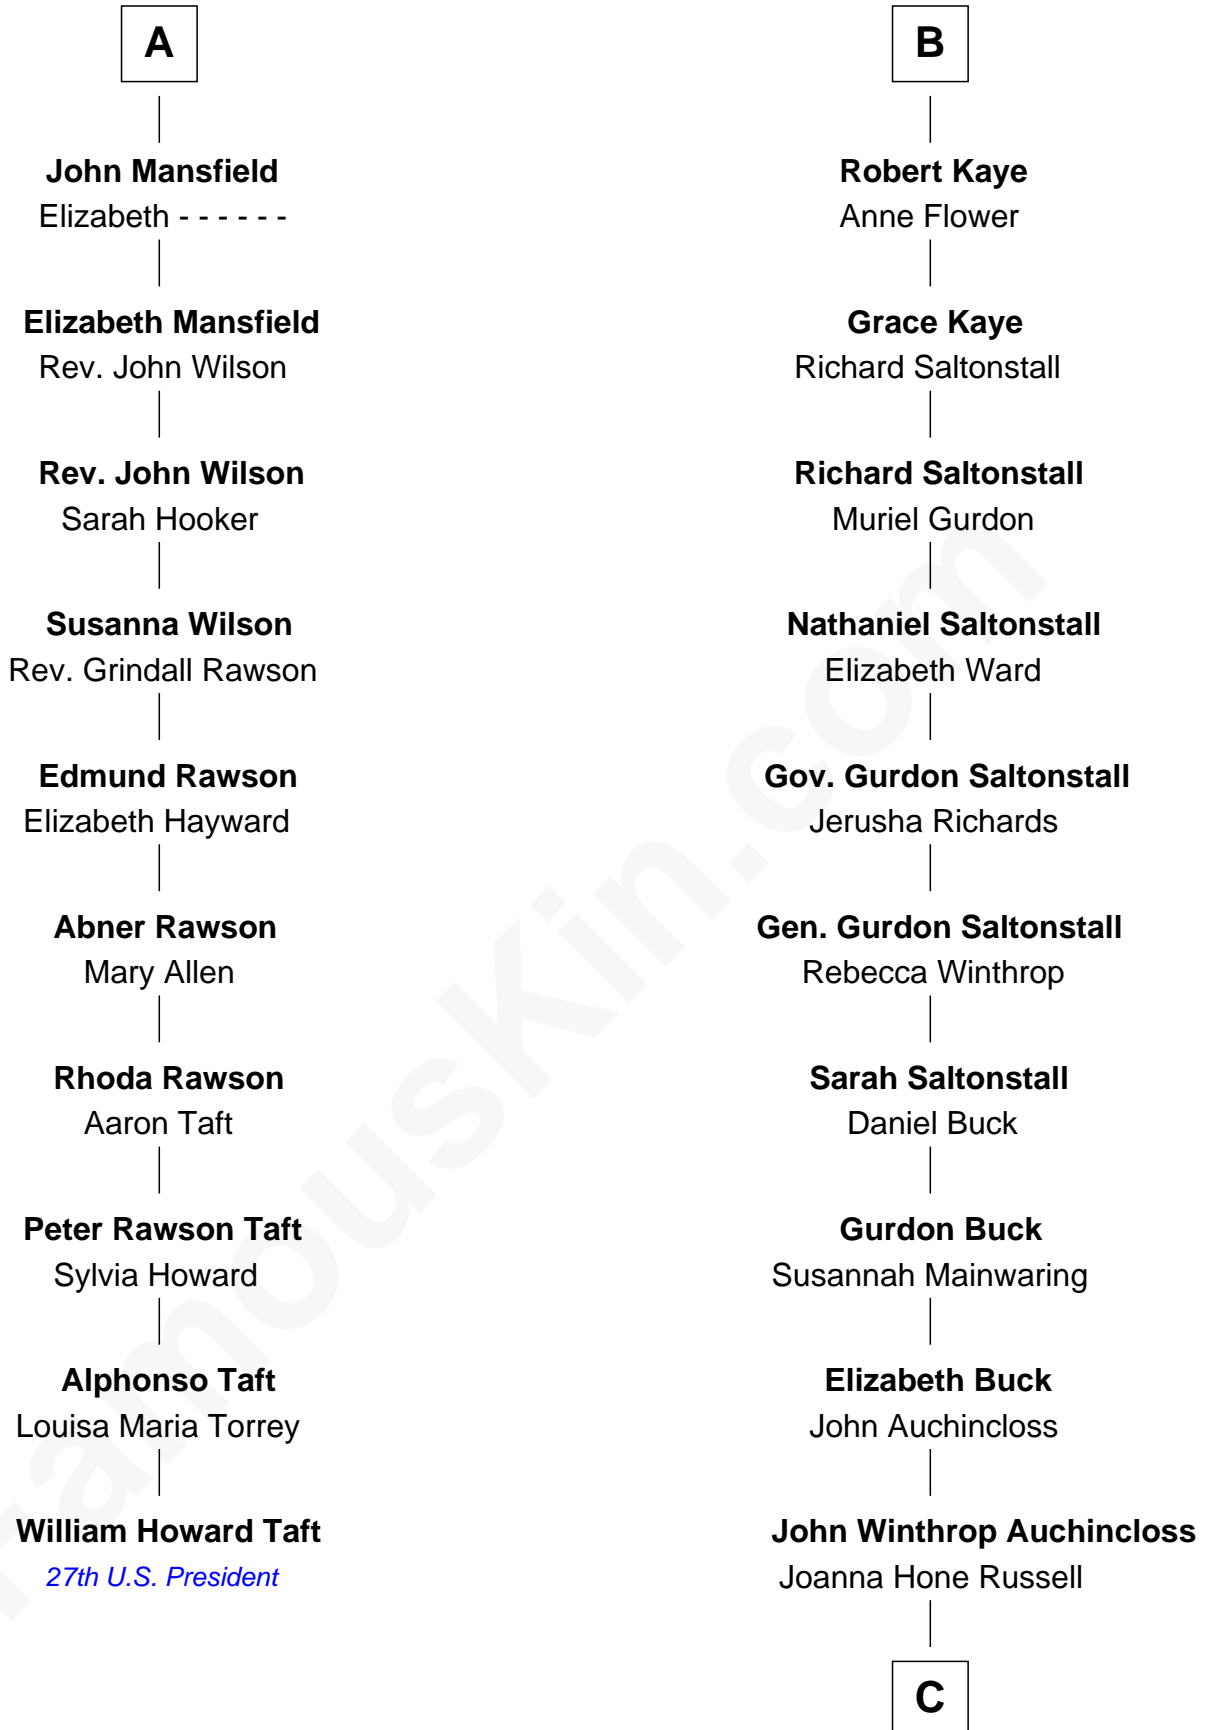 A
John Mansfield
Elizabeth - - - - - -
Elizabeth Mansfield
Rev. John Wilson
Rev. John Wilson
Sarah Hooker
Susanna Wilson
Rev. Grindall Rawson
Edmund Rawson
Elizabeth Hayward
Abner Rawson
Mary Allen
Rhoda Rawson
Aaron Taft
Peter Rawson Taft
Sylvia Howard
Alphonso Taft
Louisa Maria Torrey
William Howard Taft
27th U.S. President
B
Robert Kaye
Anne Flower
Grace Kaye
Richard Saltonstall
Richard Saltonstall
Muriel Gurdon
Nathaniel Saltonstall
Elizabeth Ward
Gov. Gurdon Saltonstall
Jerusha Richards
Gen. Gurdon Saltonstall
Rebecca Winthrop
Sarah Saltonstall
Daniel Buck
Gurdon Buck
Susannah Mainwaring
Elizabeth Buck
John Auchincloss
John Winthrop Auchincloss
Joanna Hone Russell
C
FamousKin.com